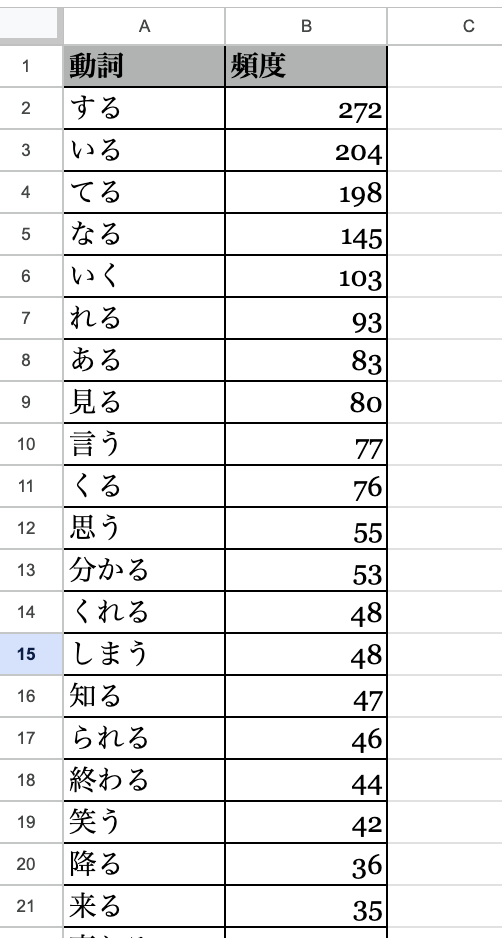 A B C
1 動詞 頻度
2 する 272
3 いる 204
4 てる 198
5 なる 145
6 いく 103
7 れる 93
8 ある 83
9 見る 80
10 言う 77
11 くる 76
12 思う 55
13 分かる 53
14 くれる 48
15 しまう 48
16 知る 47
17 られる 46
18 終わる 44
19 笑う 42
20 降る 36
21 来る 35